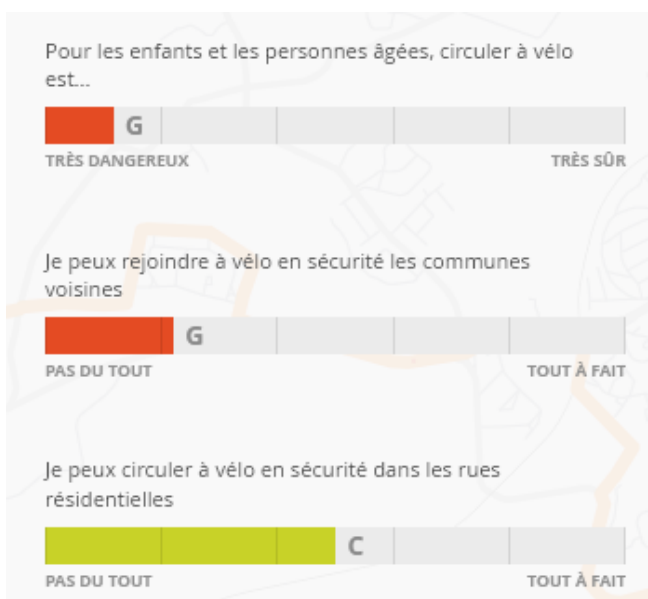 Pour les enfants et les personnes âgées, circuler à vélo
est...
G
TRÈS DANGEREUX TRÈS SÛR
Je peux rejoindre à vélo en sécurité les communes
voisines
G
PAS DU TOUT TOUT À FAIT
Je peux circuler à vélo en sécurité dans les rues
résidentielles
C
PAS DU TOUT TOUT À FAIT